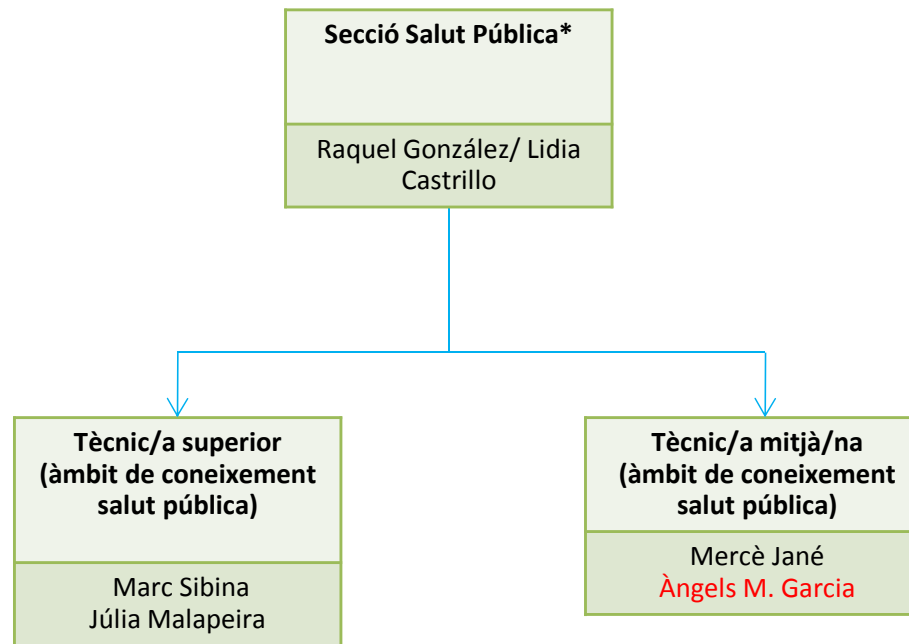 Secció Salut Pública*
Raquel González/ Lidia
Castrillo
Tècnic/a superior
(àmbit de coneixement
salut pública)
Marc Sibina
Júlia Malapeira
Tècnic/a mitjà/na
(àmbit de coneixement
salut pública)
Mercè Jané
Àngels M. Garcia